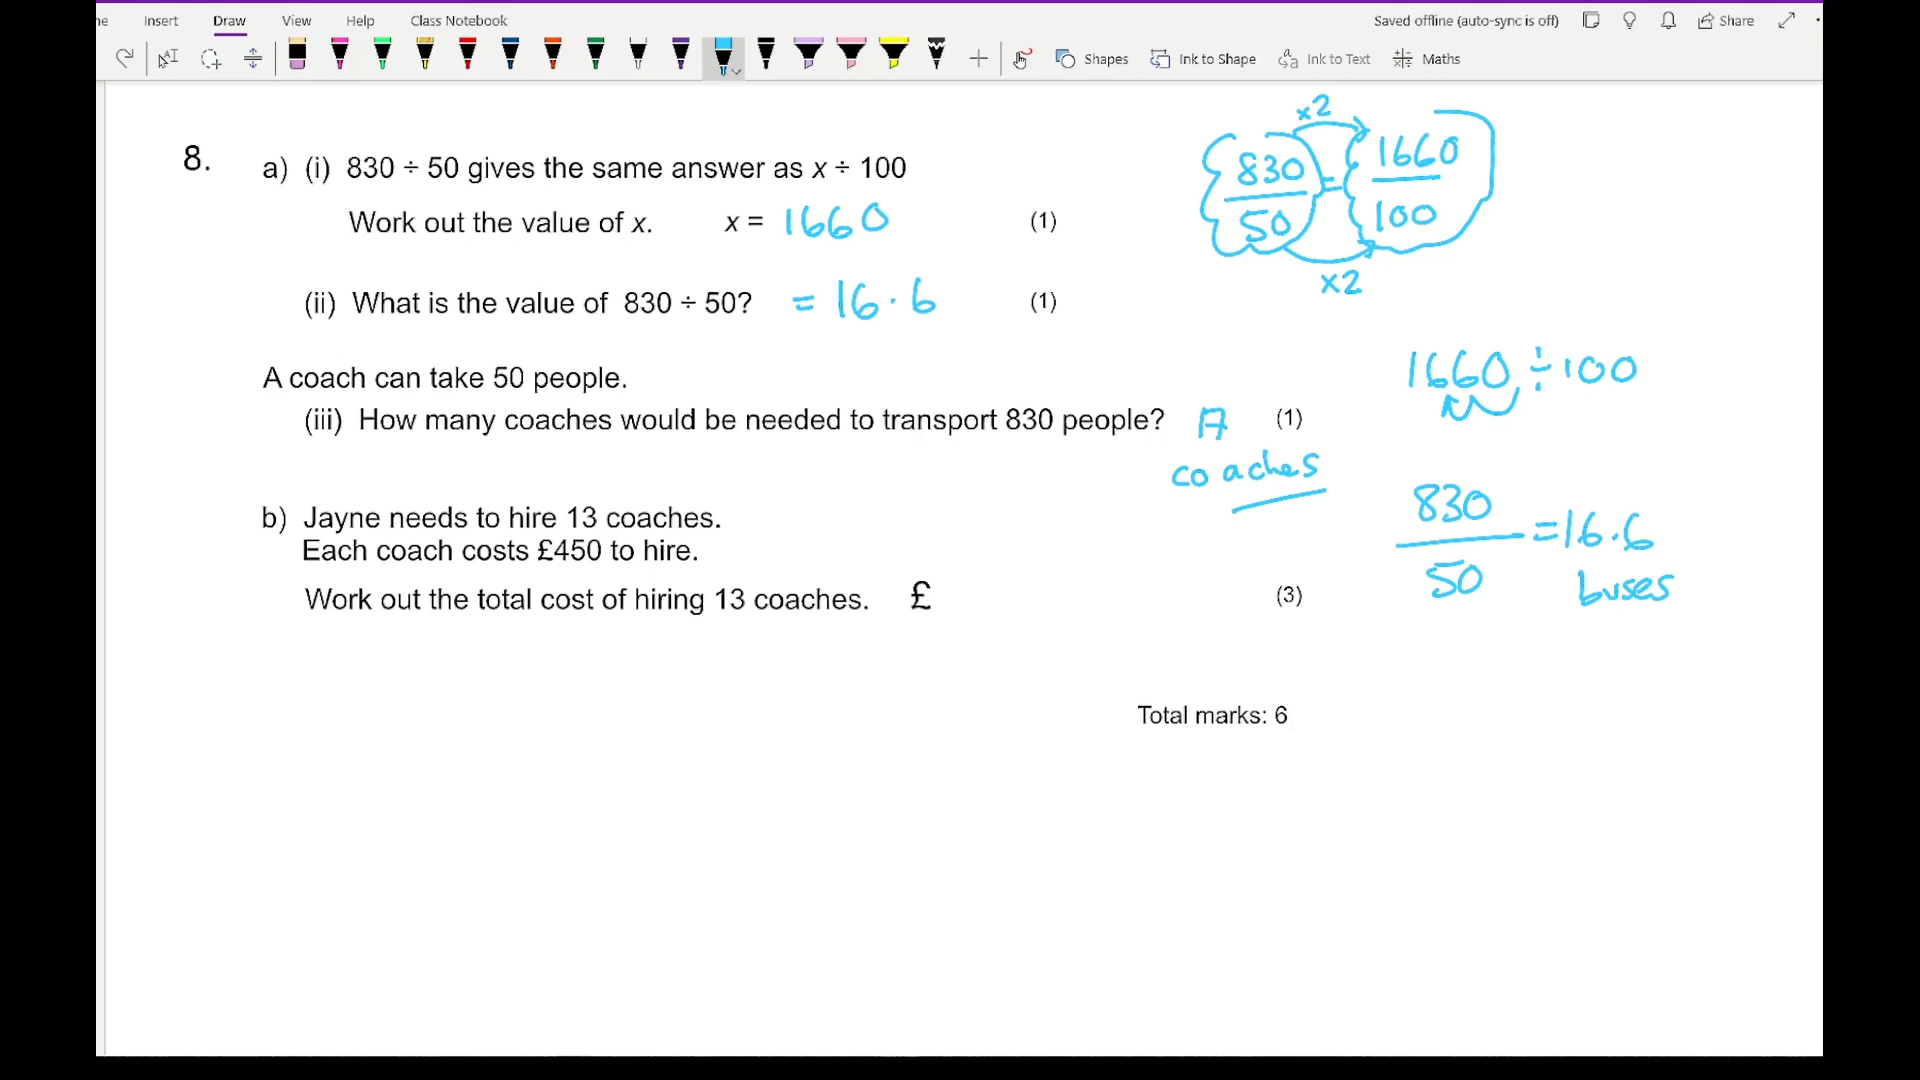 ne Insert Draw View Help Class Notebook Saved offline (auto-sync is off) Share
Shapes Ink to Shape Ink to Text Maths
8. a) (i) 830 ÷ 50 gives the same answer as x ÷ 100
Work out the value of x. x = 1660 (1)
(ii) What is the value of 830 ÷ 50? = 16.6 (1)
A coach can take 50 people.
(iii) How many coaches would be needed to transport 830 people? 17 (1)
coaches
b) Jayne needs to hire 13 coaches.
Each coach costs £450 to hire.
Work out the total cost of hiring 13 coaches. £ (3)
Total marks: 6
x2
830 = 1660
50 100
x2
1660 ÷ 100
830 = 16.6
50 buses